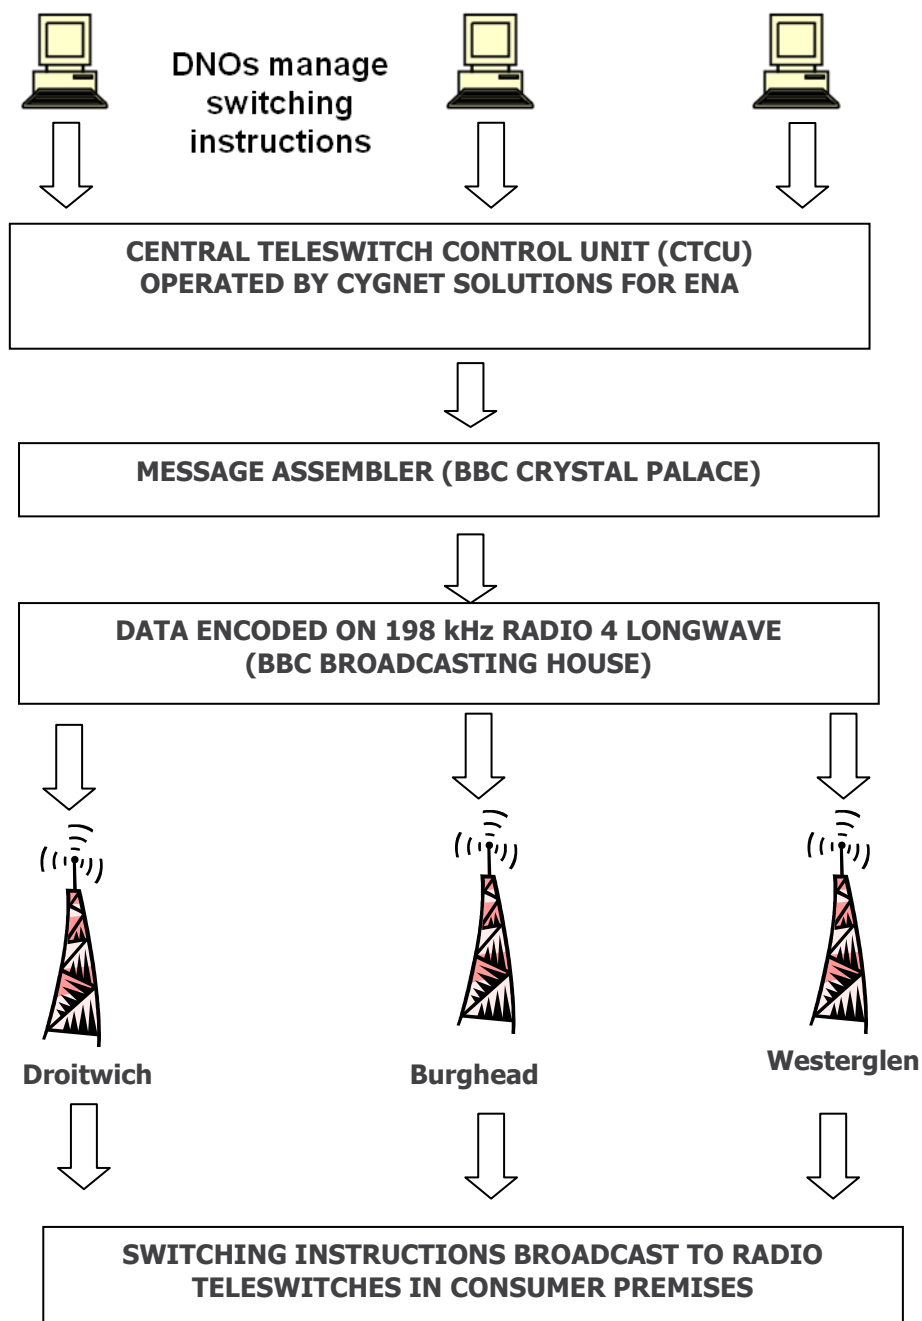 DNOs manage
switching
instructions
CENTRAL TELESWITCH CONTROL UNIT (CTCU)
OPERATED BY CYGNET SOLUTIONS FOR ENA
MESSAGE ASSEMBLER (BBC CRYSTAL PALACE)
DATA ENCODED ON 198 kHz RADIO 4 LONGWAVE
(BBC BROADCASTING HOUSE)
Droitwich
Burghead
Westerglen
SWITCHING INSTRUCTIONS BROADCAST TO RADIO
TELESWITCHES IN CONSUMER PREMISES